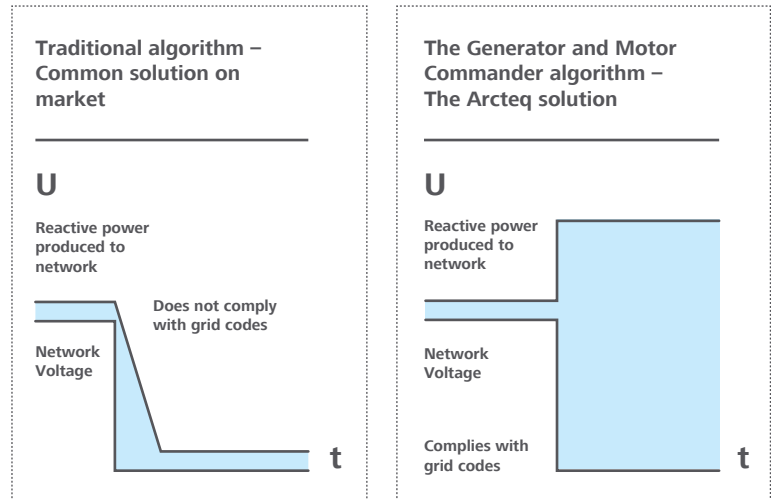 Traditional algorithm –
Common solution on
market
U
Reactive power
produced to
network
Does not comply
with grid codes
Network
Voltage
t
The Generator and Motor
Commander algorithm –
The Arcteq solution
U
Reactive power
produced to
network
Network
Voltage
Complies with
grid codes
t